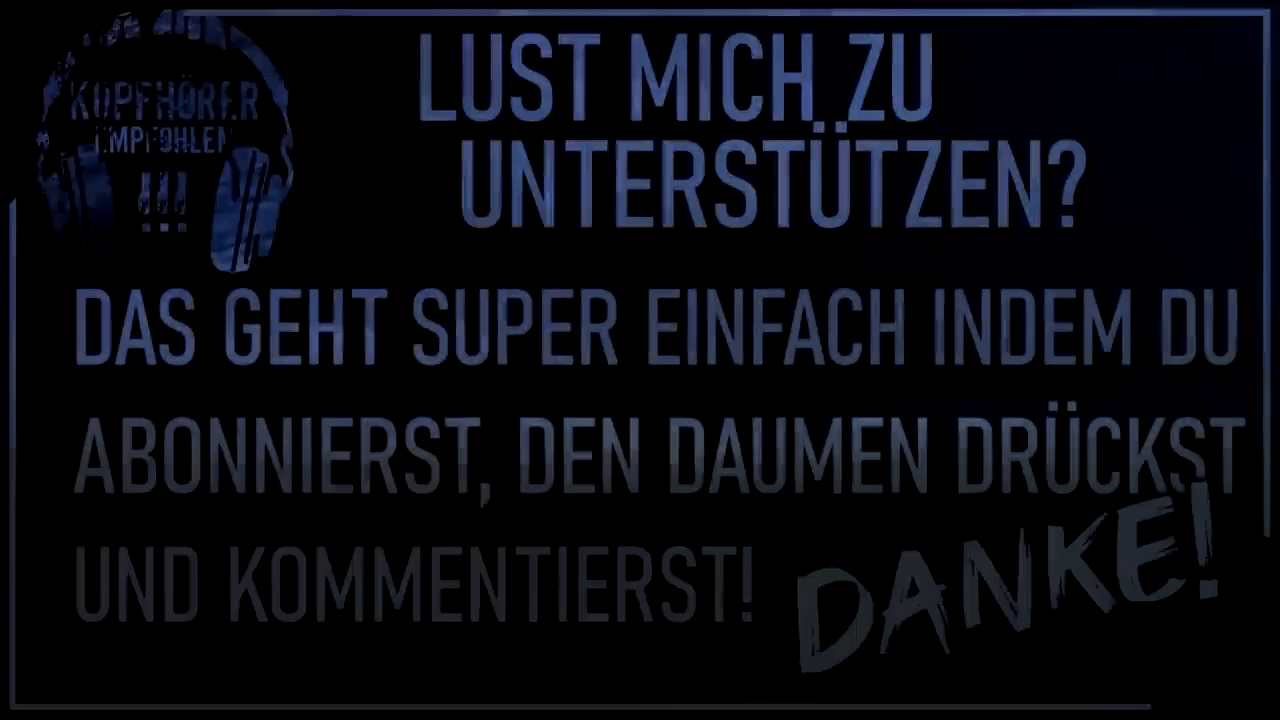 KOPFHÖRER
EMPFOHLEN
!!!
LUST MICH ZU
UNTERSTÜTZEN?
DAS GEHT SUPER EINFACH INDEM DU
ABONNIERST, DEN DAUMEN DRÜCKST
UND KOMMENTIERST!
DANKE!